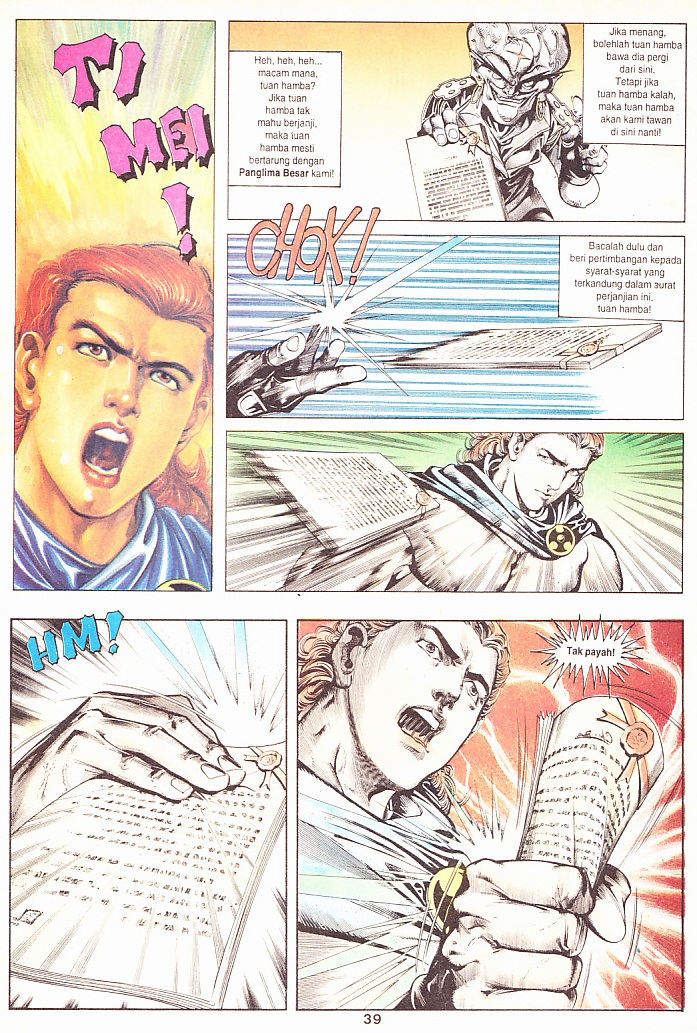 TI
MEI
!
Heh, heh, heh...
macam mana,
tuan hamba?
Jika tuan
hamba tak
mahu berjanji,
maka tuan
hamba mesti
bertarung dengan
Panglima Besar kami!
Jika menang,
bolehlah tuan hamba
bawa dia pergi
dari sini.
Tetapi jika
tuan hamba kalah,
maka tuan hamba
akan kami tawan
di sini nanti!
CHOK!
Bacalah dulu dan
beri pertimbangan kepada
syarat-syarat yang
terkandung dalam surat
perjanjian ini,
tuan hamba!
HM!
Tak payah!
39